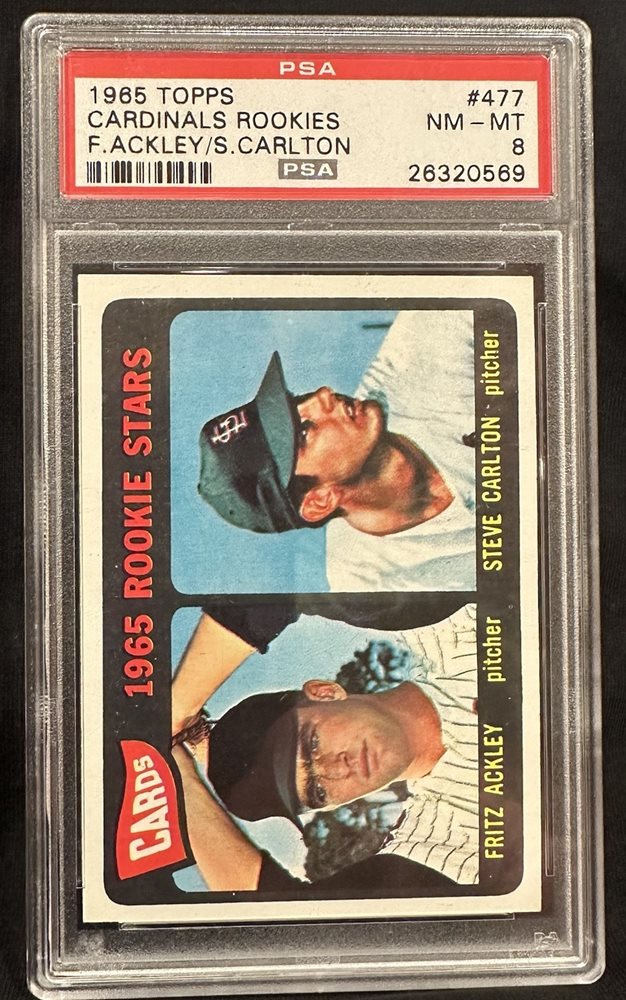 PSA
1965 TOPPS #477
CARDINALS ROOKIES NM - MT
F.ACKLEY/S.CARLTON 8
PSA 26320569
1965 ROOKIE STARS
CARDS
STL
FRITZ ACKLEY pitcher STEVE CARLTON pitcher